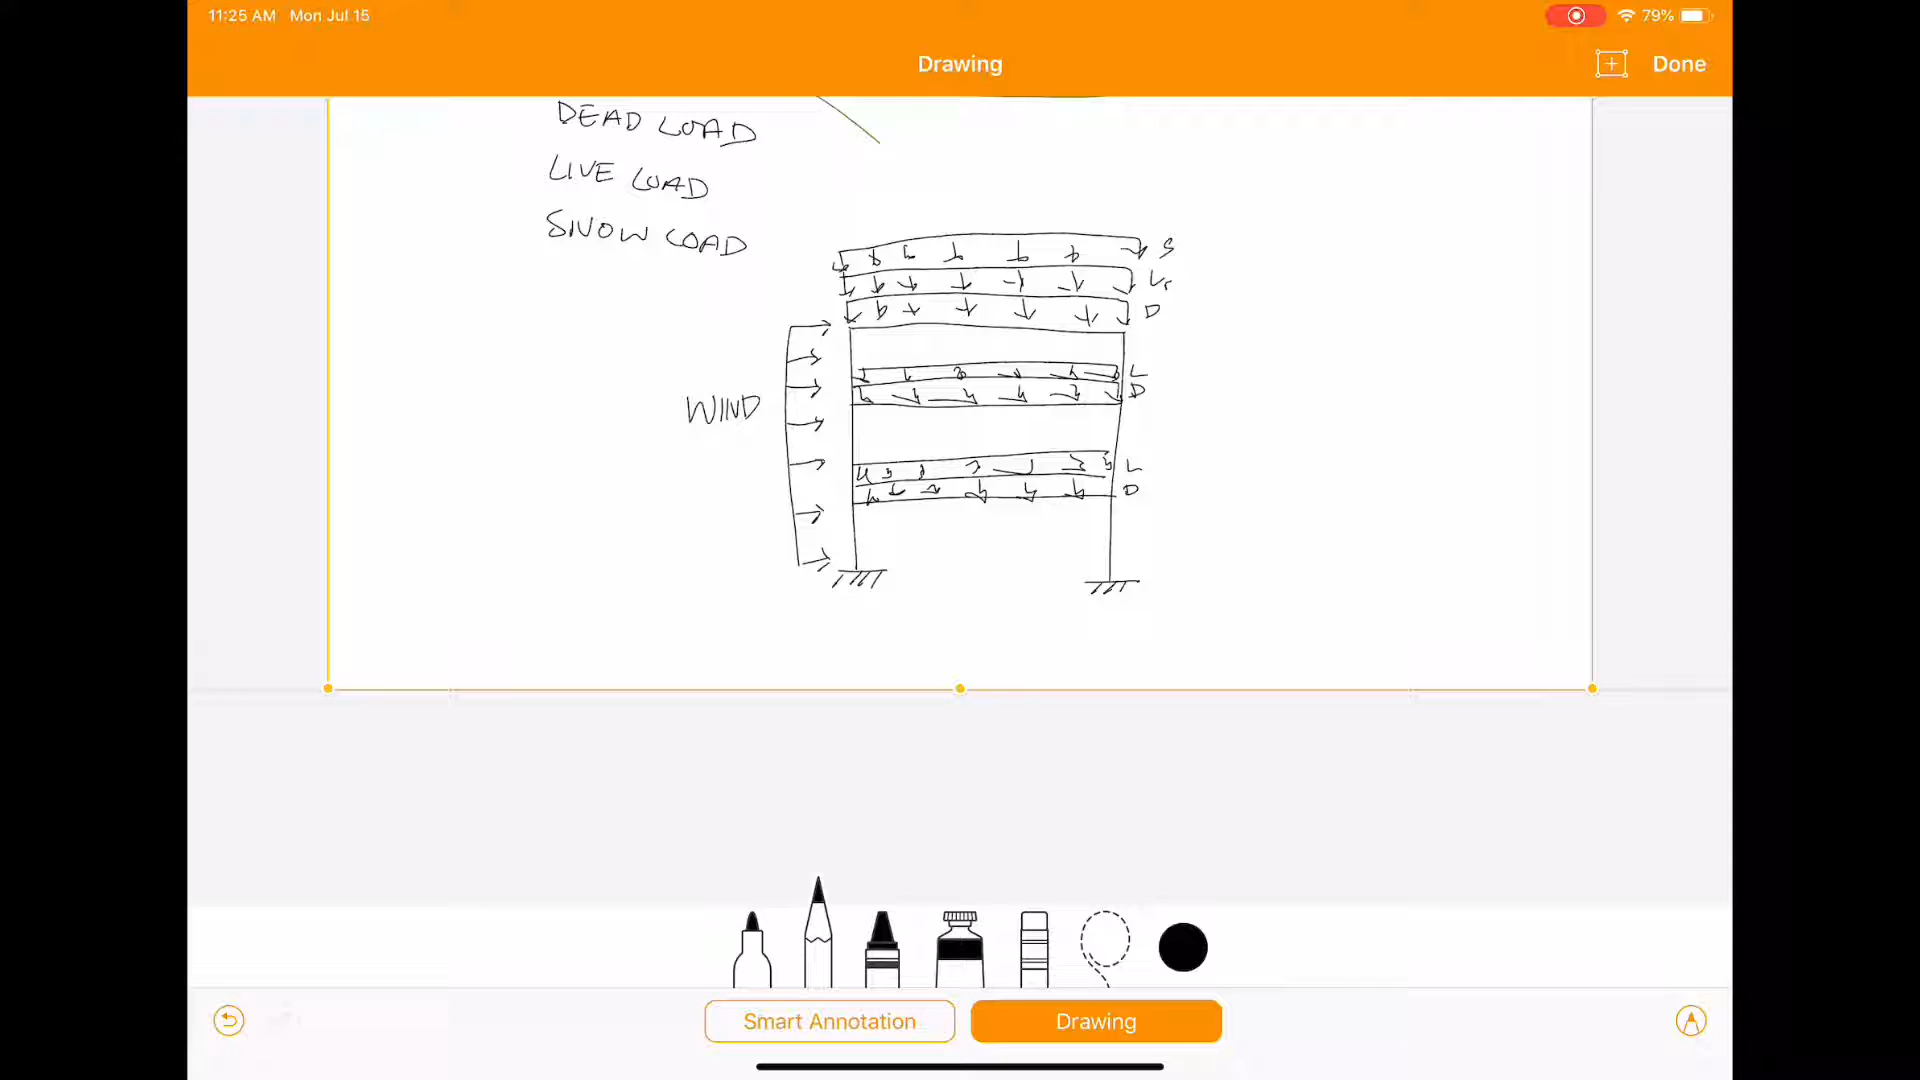 11:25 AM Mon Jul 15
79%
Drawing
Done
DEAD LOAD
LIVE LOAD
SNOW LOAD
S
Lr
D
L
D
WIND
L
D
Smart Annotation
Drawing